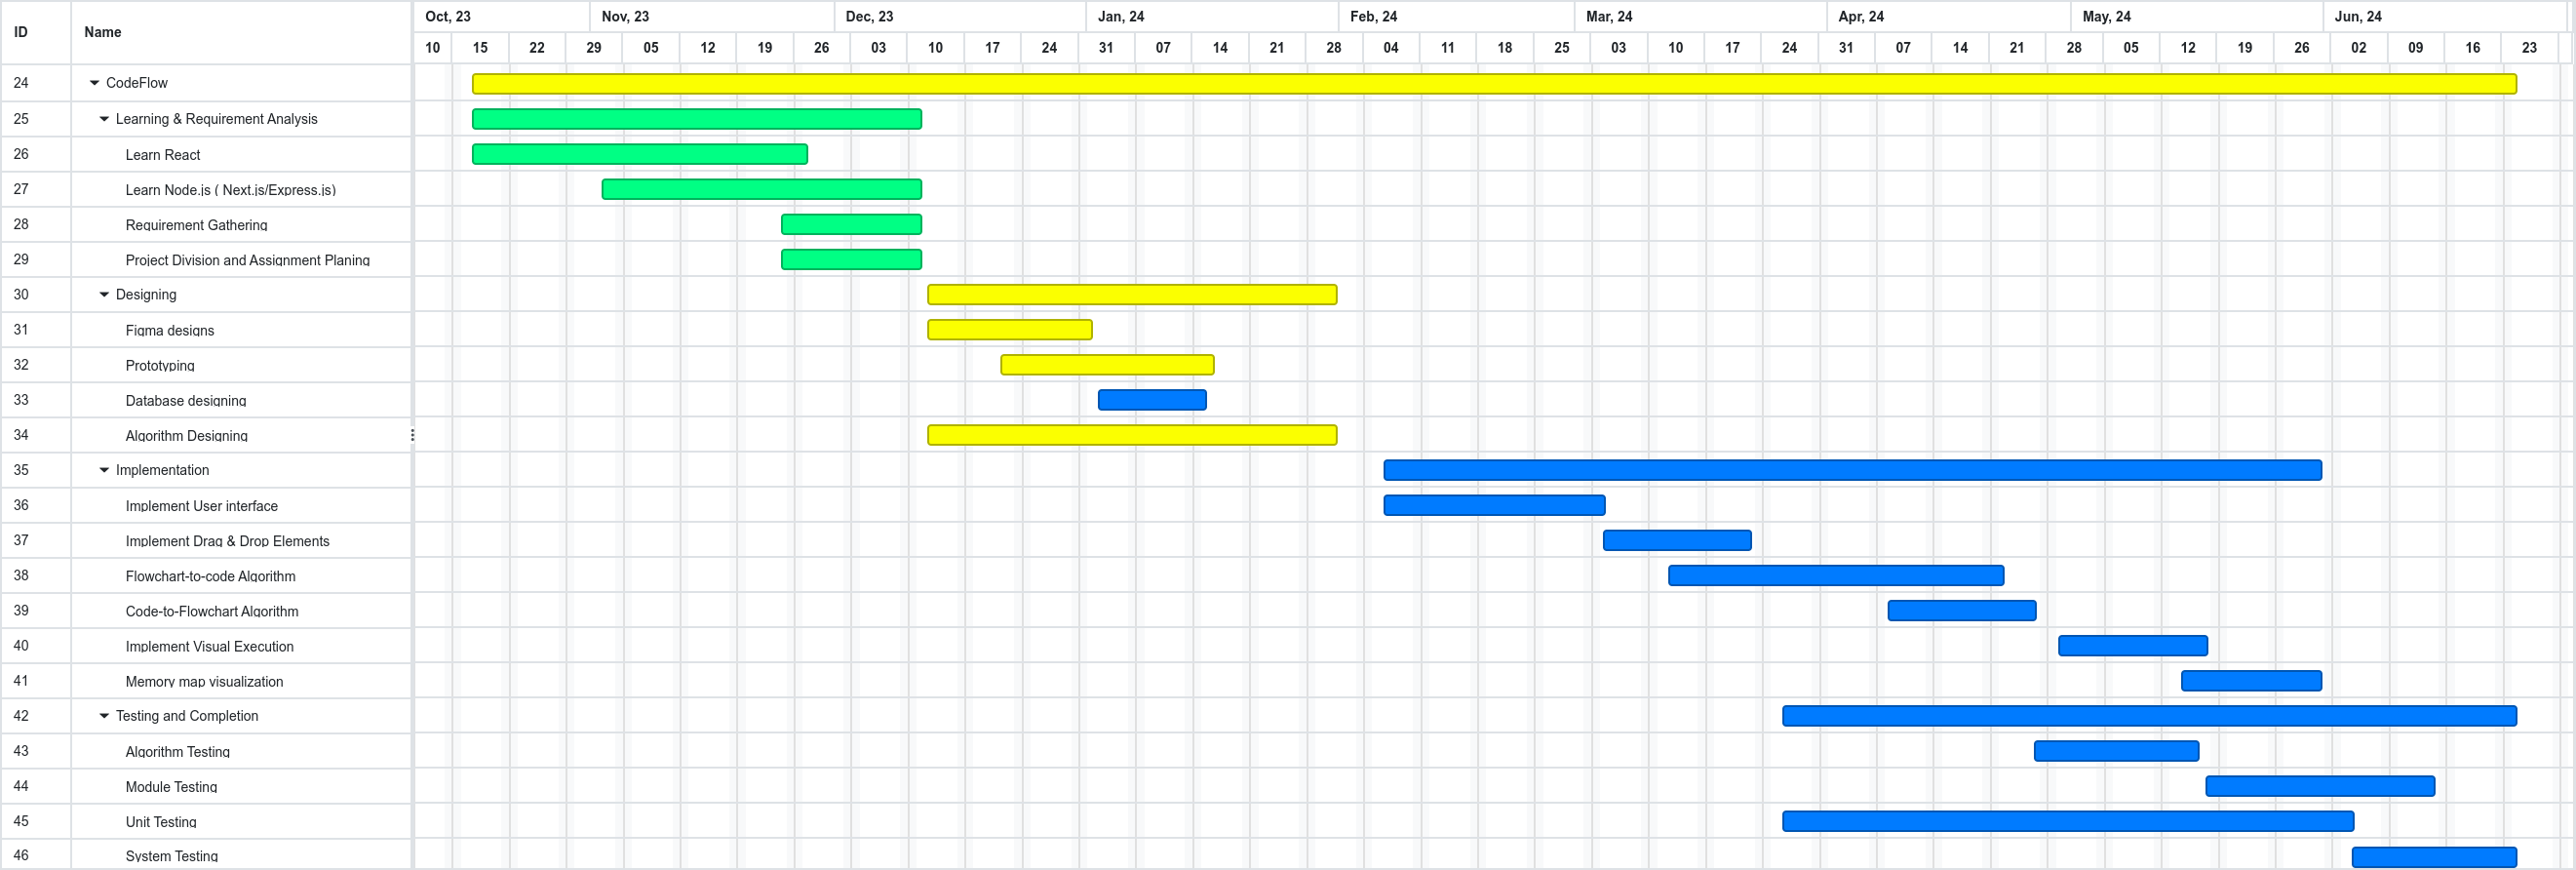 ID Name Oct, 23 Nov, 23 Dec, 23 Jan, 24 Feb, 24 Mar, 24 Apr, 24 May, 24 Jun, 24
10 15 22 29 05 12 19 26 03 10 17 24 31 07 14 21 28 04 11 18 25 03 10 17 24 31 07 14 21 28 05 12 19 26 02 09 16 23
24 CodeFlow
25 Learning & Requirement Analysis
26 Learn React
27 Learn Node.js ( Next.js/Express.js)
28 Requirement Gathering
29 Project Division and Assignment Planing
30 Designing
31 Figma designs
32 Prototyping
33 Database designing
34 Algorithm Designing
35 Implementation
36 Implement User interface
37 Implement Drag & Drop Elements
38 Flowchart-to-code Algorithm
39 Code-to-Flowchart Algorithm
40 Implement Visual Execution
41 Memory map visualization
42 Testing and Completion
43 Algorithm Testing
44 Module Testing
45 Unit Testing
46 System Testing